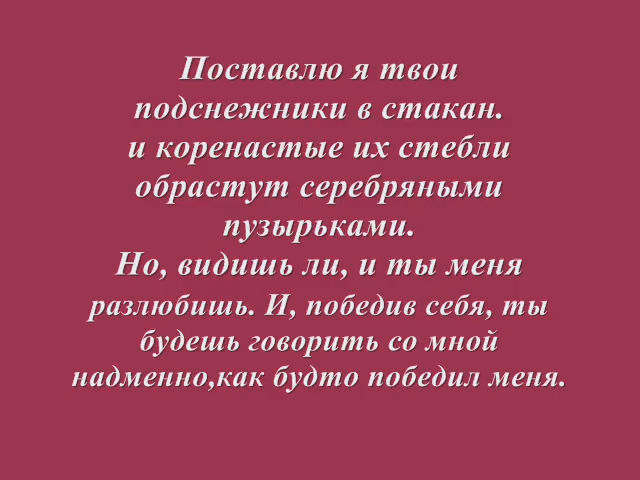 Поставлю я твои
подснежники в стакан.
и коренастые их стебли
обрастут серебряными
пузырьками.
Но, видишь ли, и ты меня
разлюбишь. И, победив себя, ты
будешь говорить со мной
надменно,как будто победил меня.